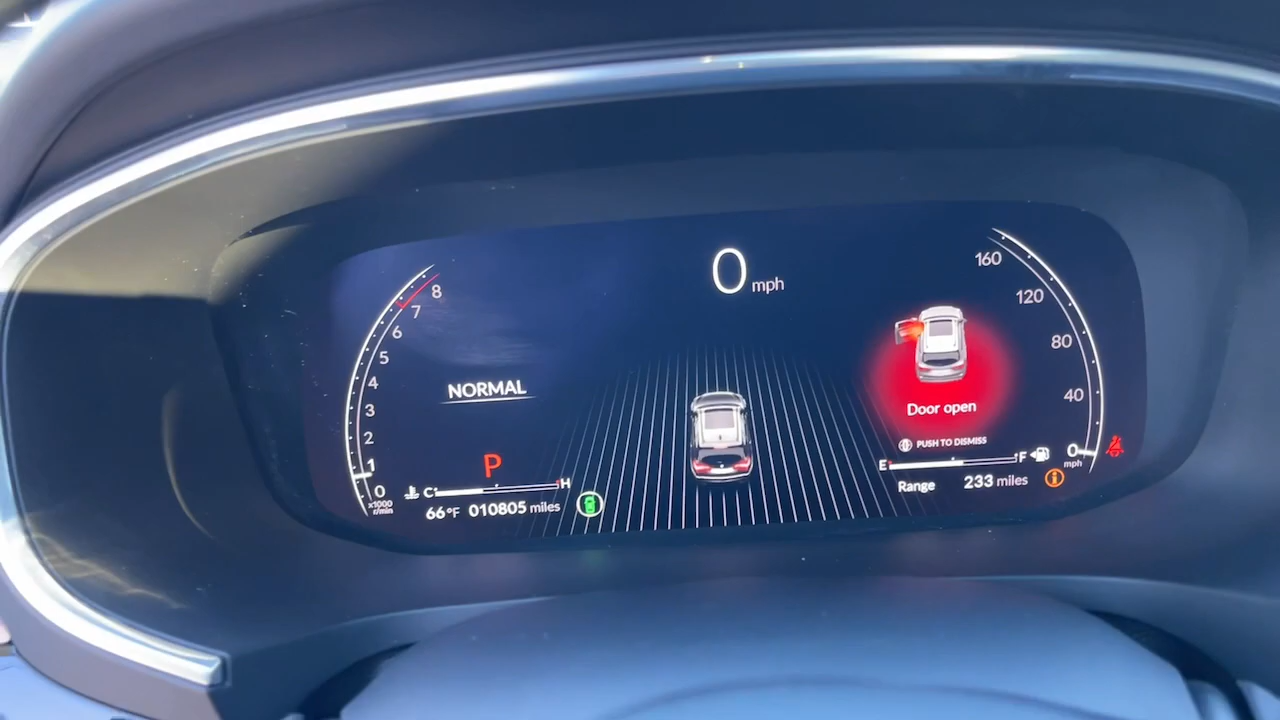 0 mph
8
7
6
5
4
3
2
1
0
x1000
r/min
NORMAL
P
C H
66°F 010805 miles
160
120
80
40
0
mph
Door open
PUSH TO DISMISS
E F
Range 233 miles